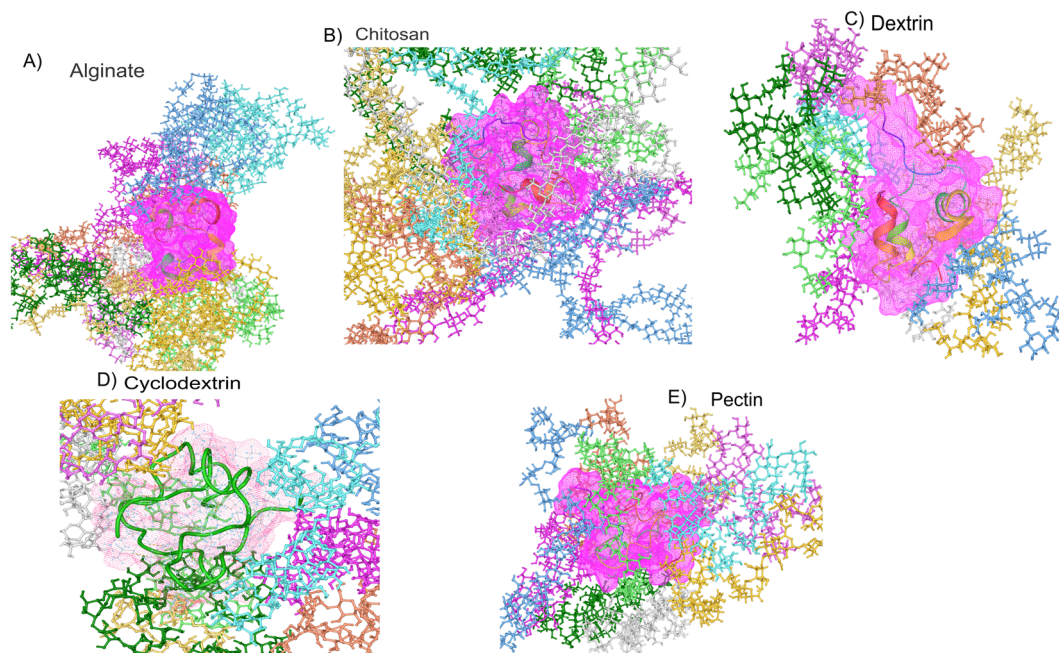 A) Alginate
B) Chitosan
C) Dextrin
D) Cyclodextrin
E) Pectin